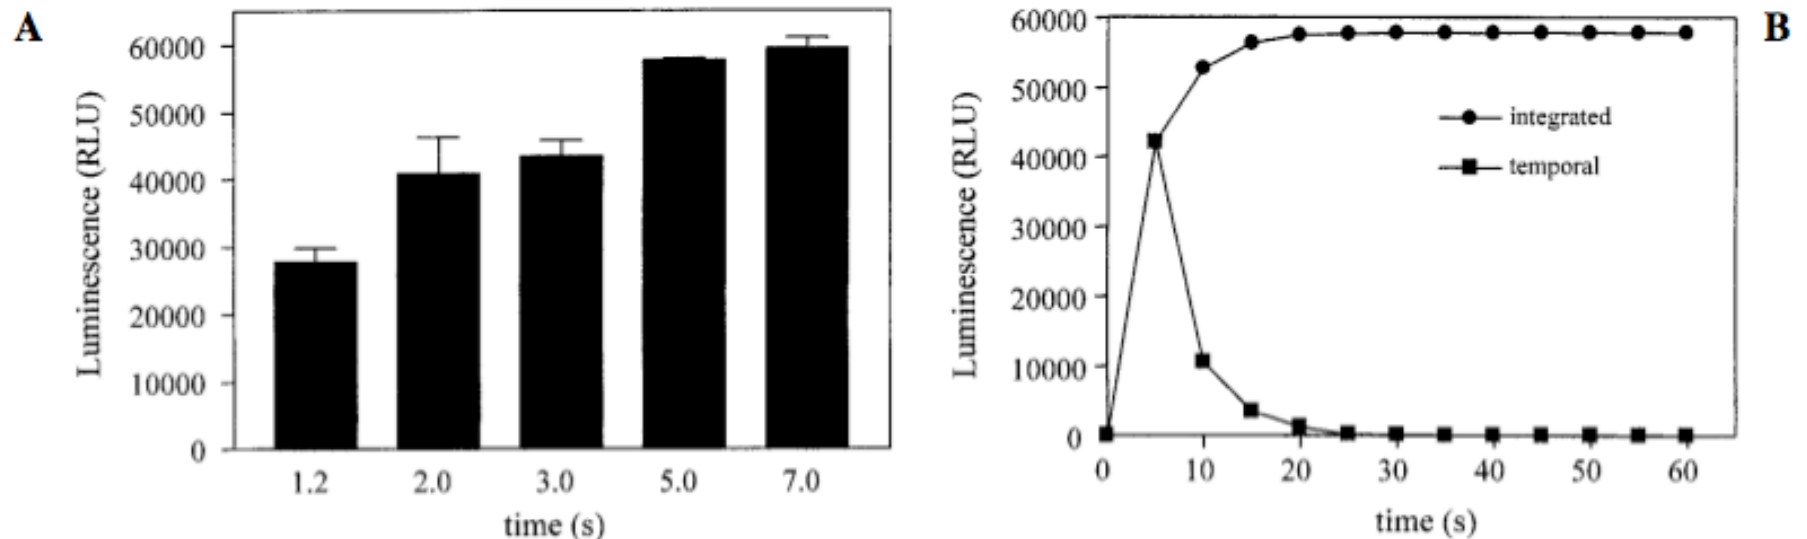 A
Luminescence (RLU)
60000
50000
40000
30000
20000
10000
0
1.2 2.0 3.0 5.0 7.0
time (s)
B
Luminescence (RLU)
60000
50000
40000
30000
20000
10000
0
integrated
temporal
0 10 20 30 40 50 60
time (s)